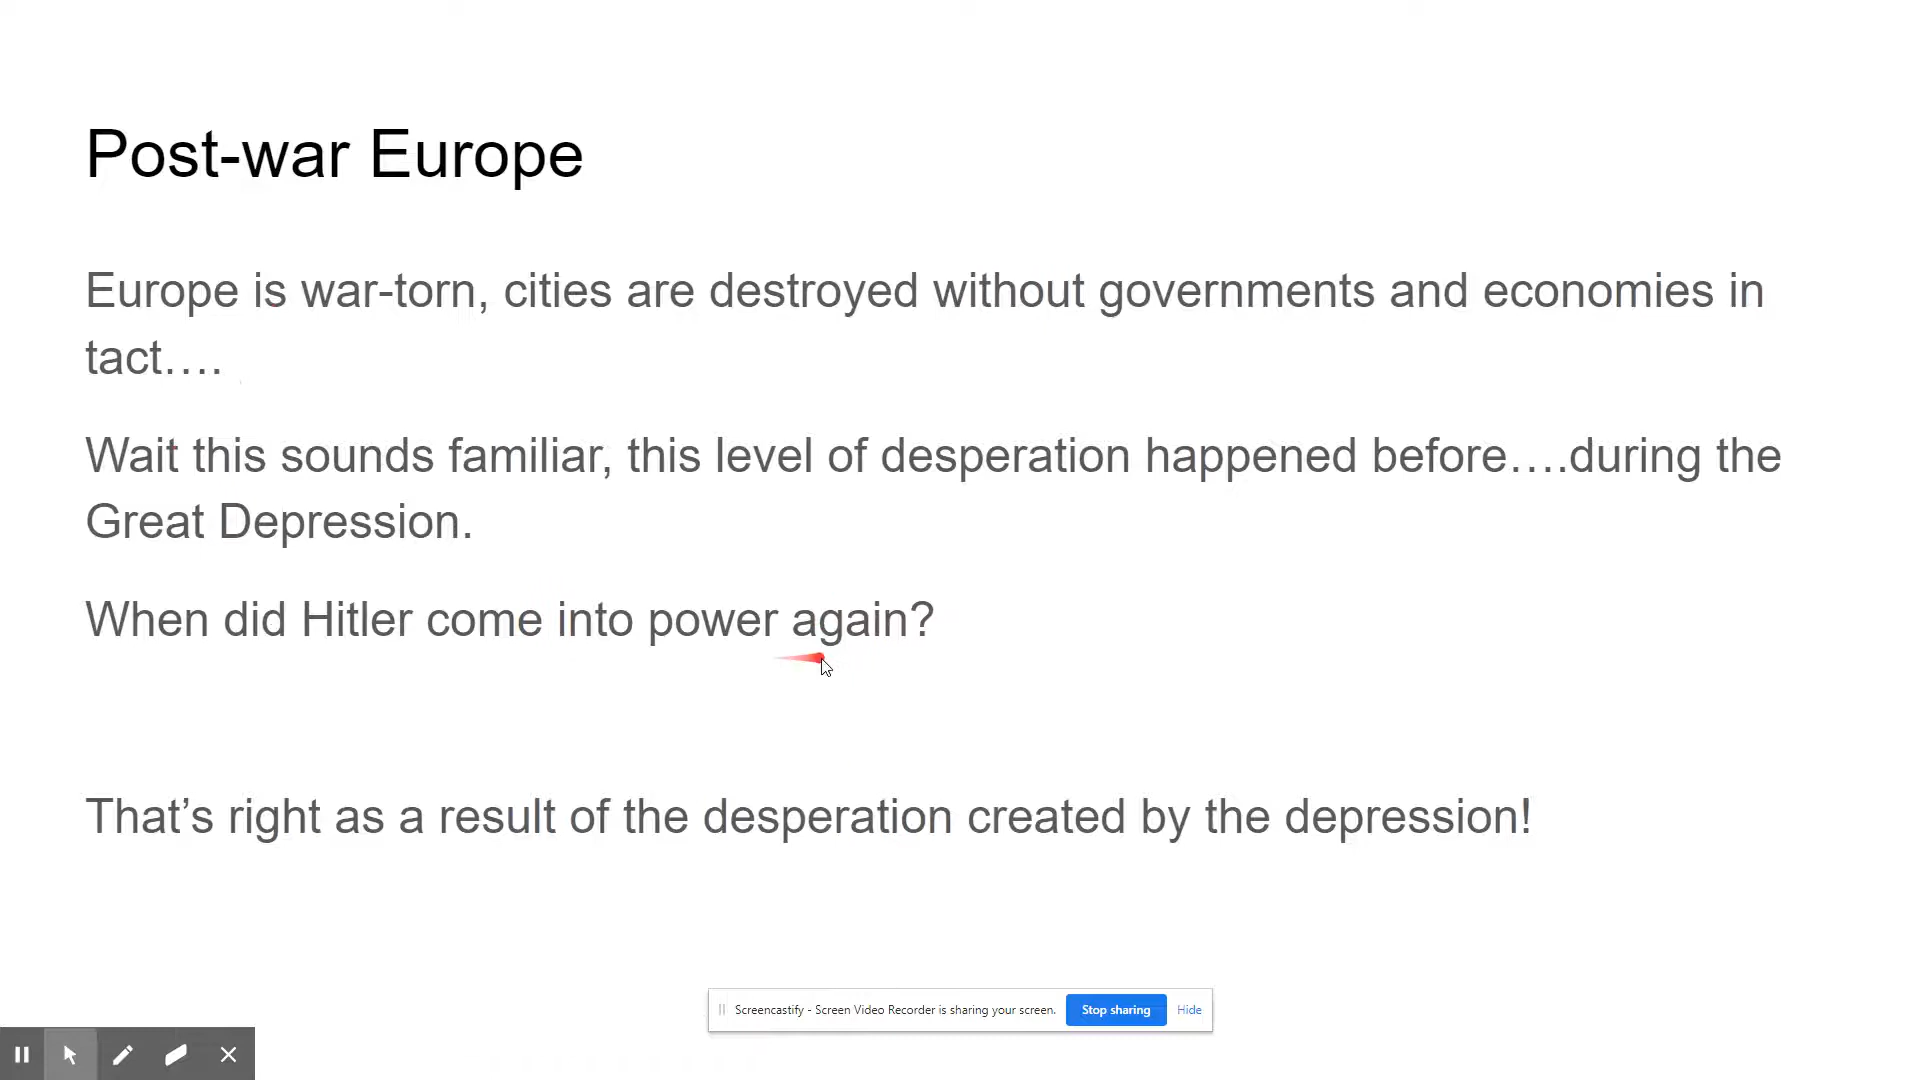 Post-war Europe
Europe is war-torn, cities are destroyed without governments and economies in
tact….
Wait this sounds familiar, this level of desperation happened before….during the
Great Depression.
When did Hitler come into power again?
That’s right as a result of the desperation created by the depression!
Screencastify - Screen Video Recorder is sharing your screen. Stop sharing Hide